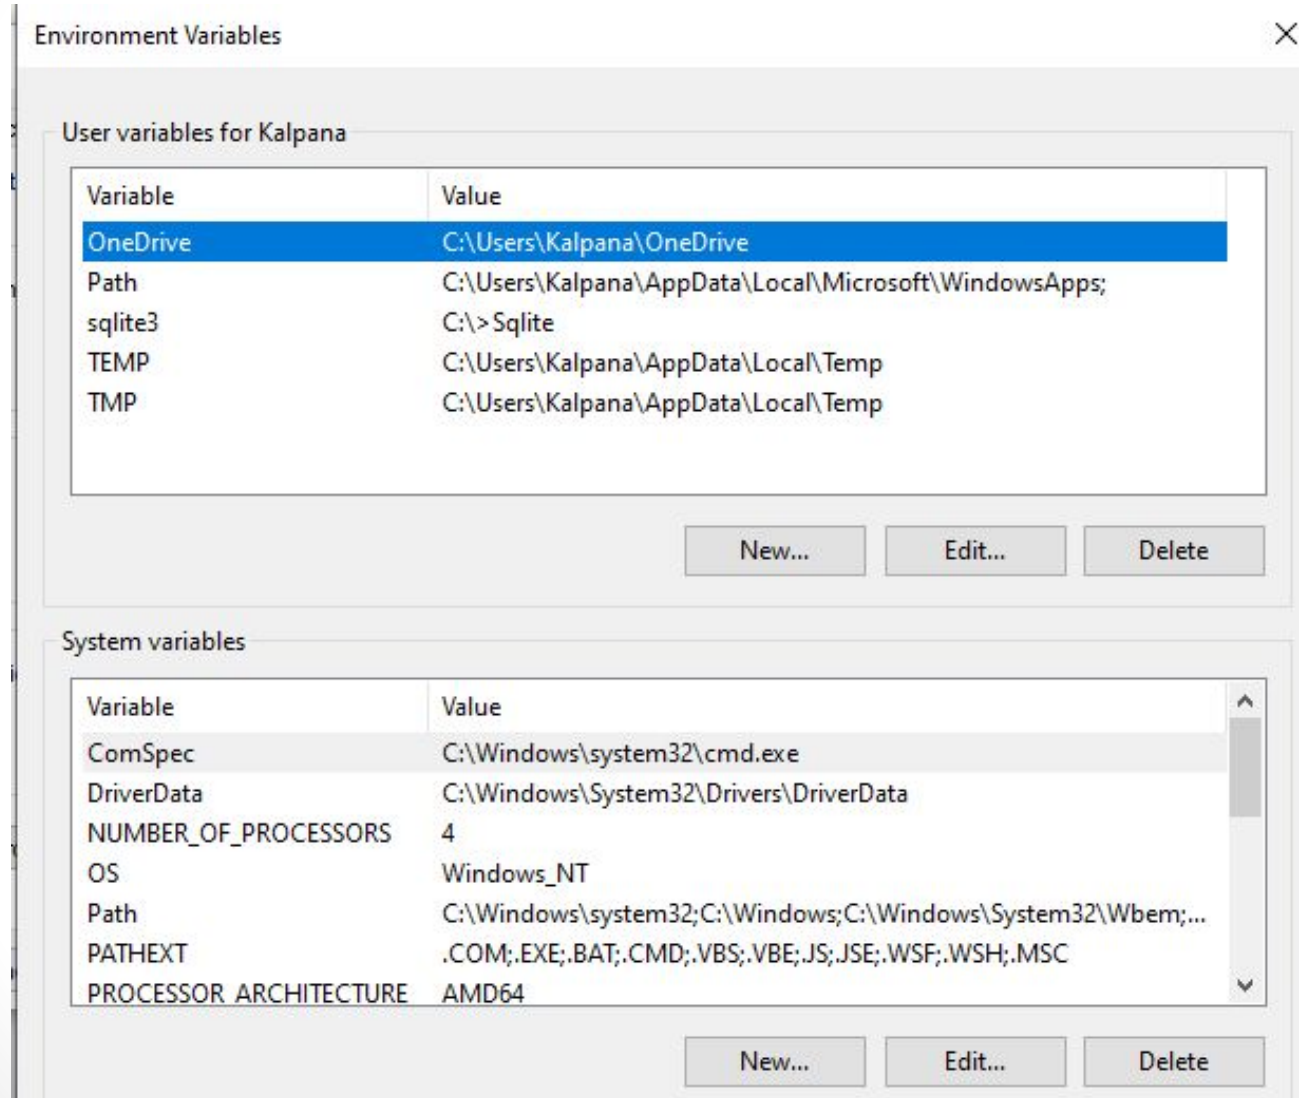 Environment Variables
User variables for Kalpana
Variable Value
OneDrive C:\Users\Kalpana\OneDrive
Path C:\Users\Kalpana\AppData\Local\Microsoft\WindowsApps;
sqlite3 C:\>Sqlite
TEMP C:\Users\Kalpana\AppData\Local\Temp
TMP C:\Users\Kalpana\AppData\Local\Temp
New... Edit... Delete
System variables
Variable Value
ComSpec C:\Windows\system32\cmd.exe
DriverData C:\Windows\System32\Drivers\DriverData
NUMBER_OF_PROCESSORS 4
OS Windows_NT
Path C:\Windows\system32;C:\Windows;C:\Windows\System32\Wbem;...
PATHEXT .COM;.EXE;.BAT;.CMD;.VBS;.VBE;.JS;.JSE;.WSF;.WSH;.MSC
PROCESSOR_ARCHITECTURE AMD64
New... Edit... Delete